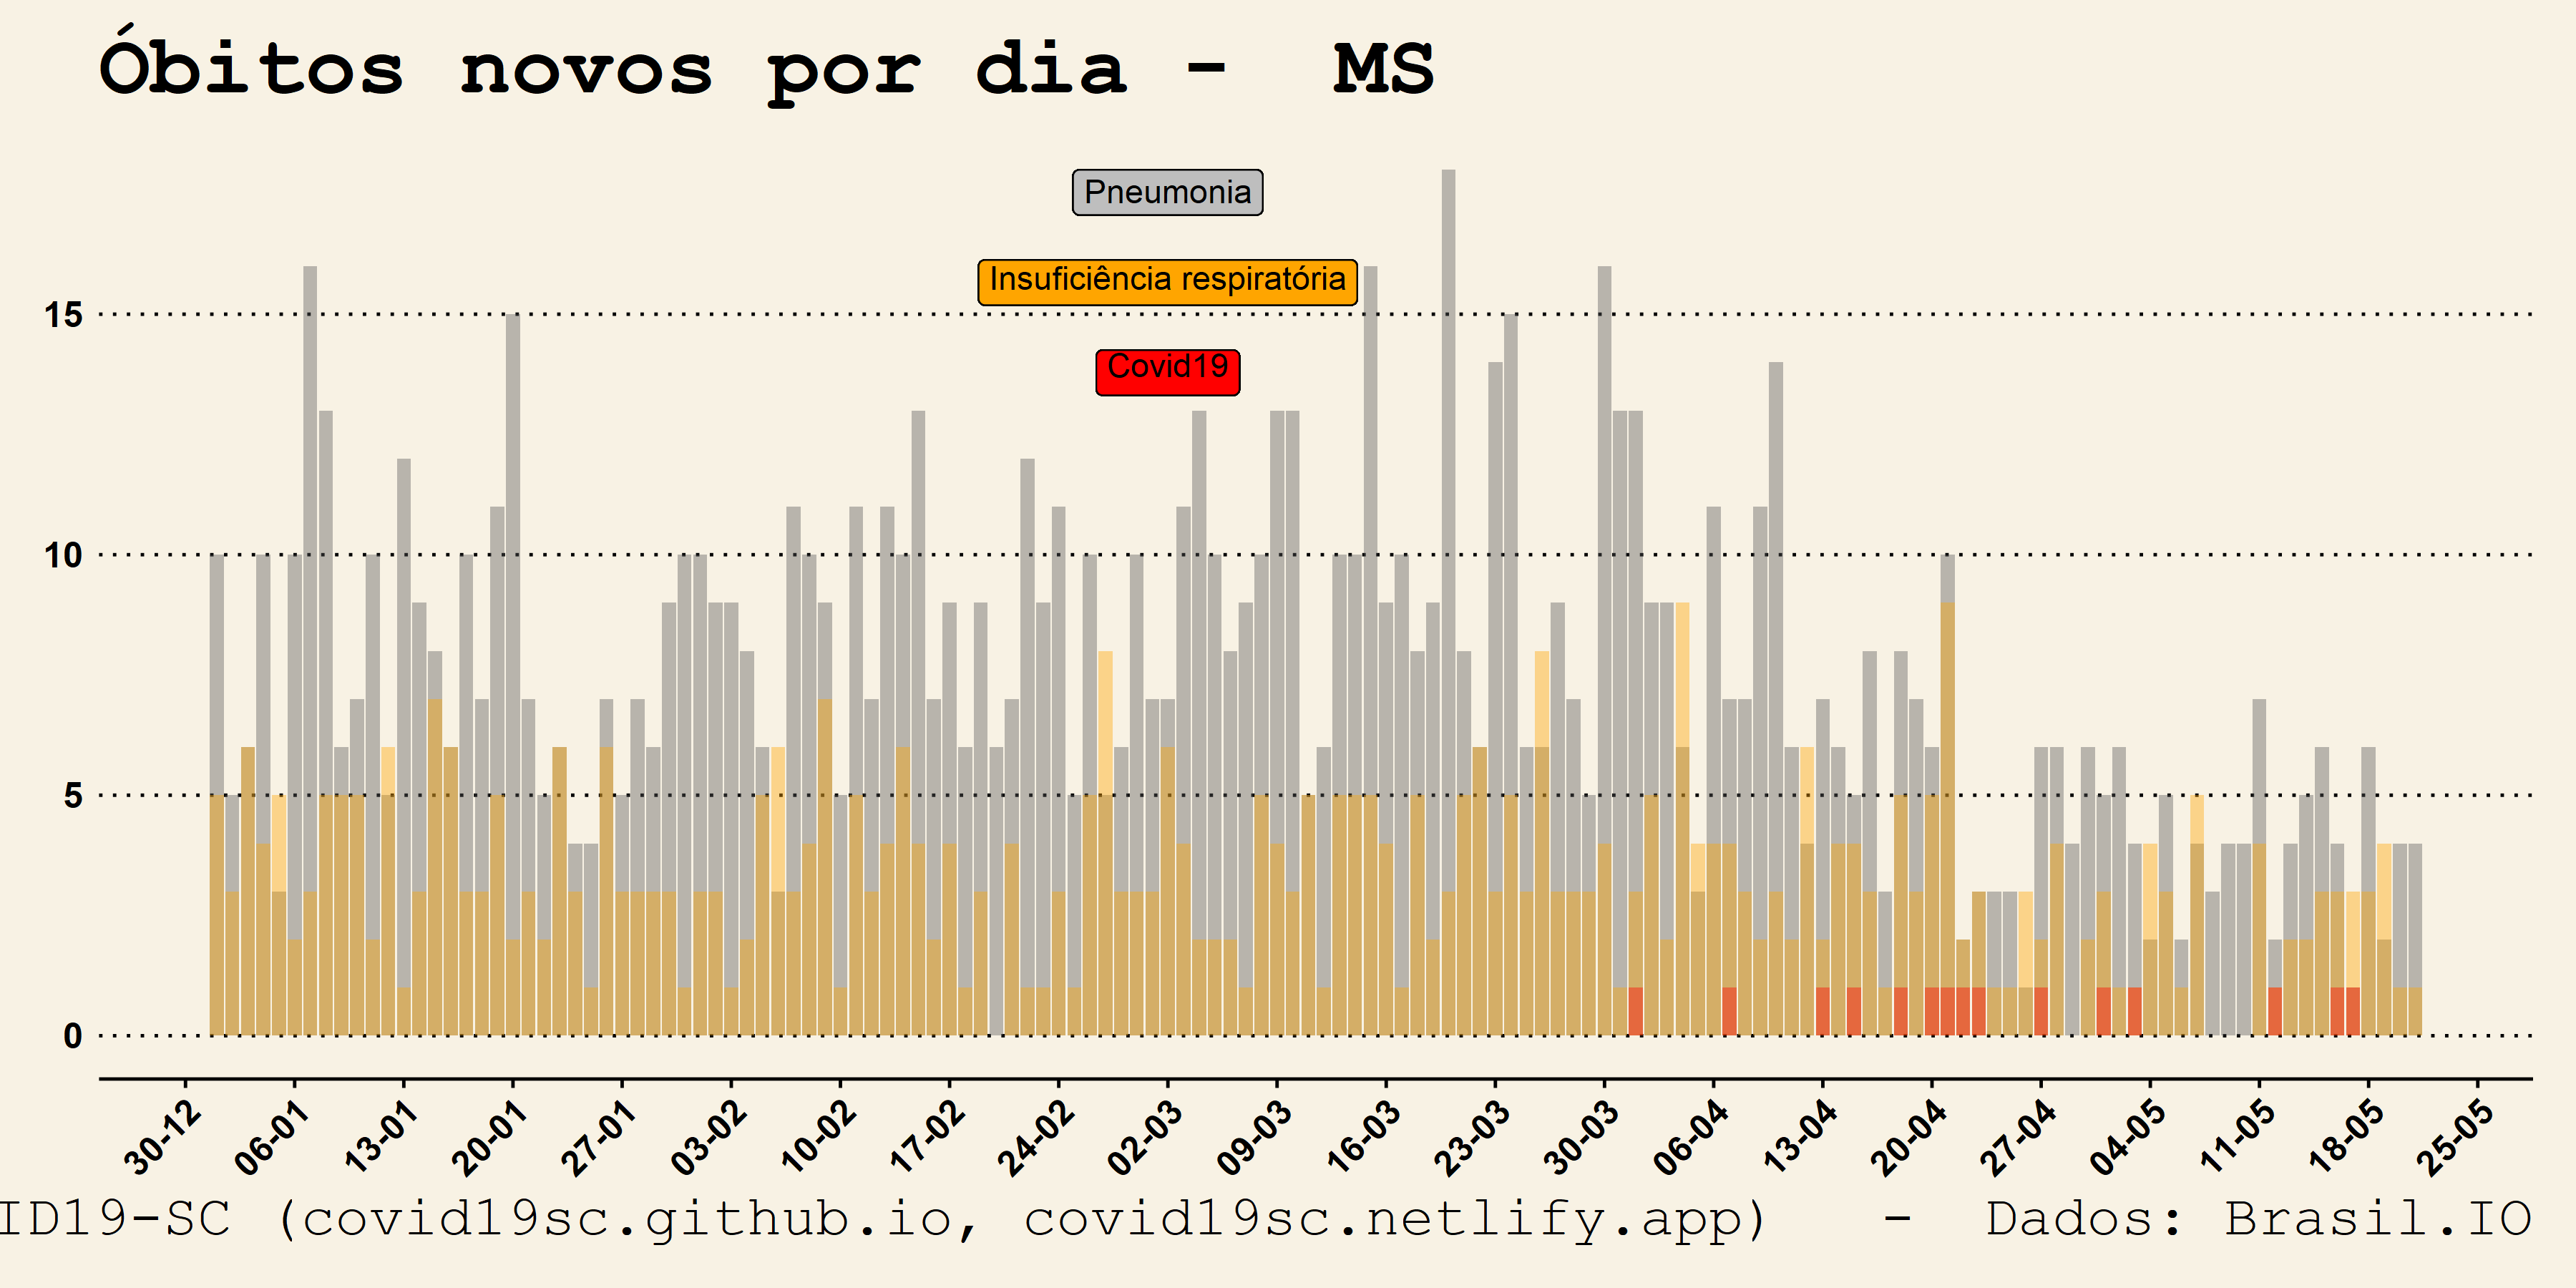 Óbitos novos por dia - MS
Pneumonia
Insuficiência respiratória
Covid19
15
10
5
0
30-12 06-01 13-01 20-01 27-01 03-02 10-02 17-02 24-02 02-03 09-03 16-03 23-03 30-03 06-04 13-04 20-04 27-04 04-05 11-05 18-05 25-05
ID19-SC (covid19sc.github.io, covid19sc.netlify.app) - Dados: Brasil.IO